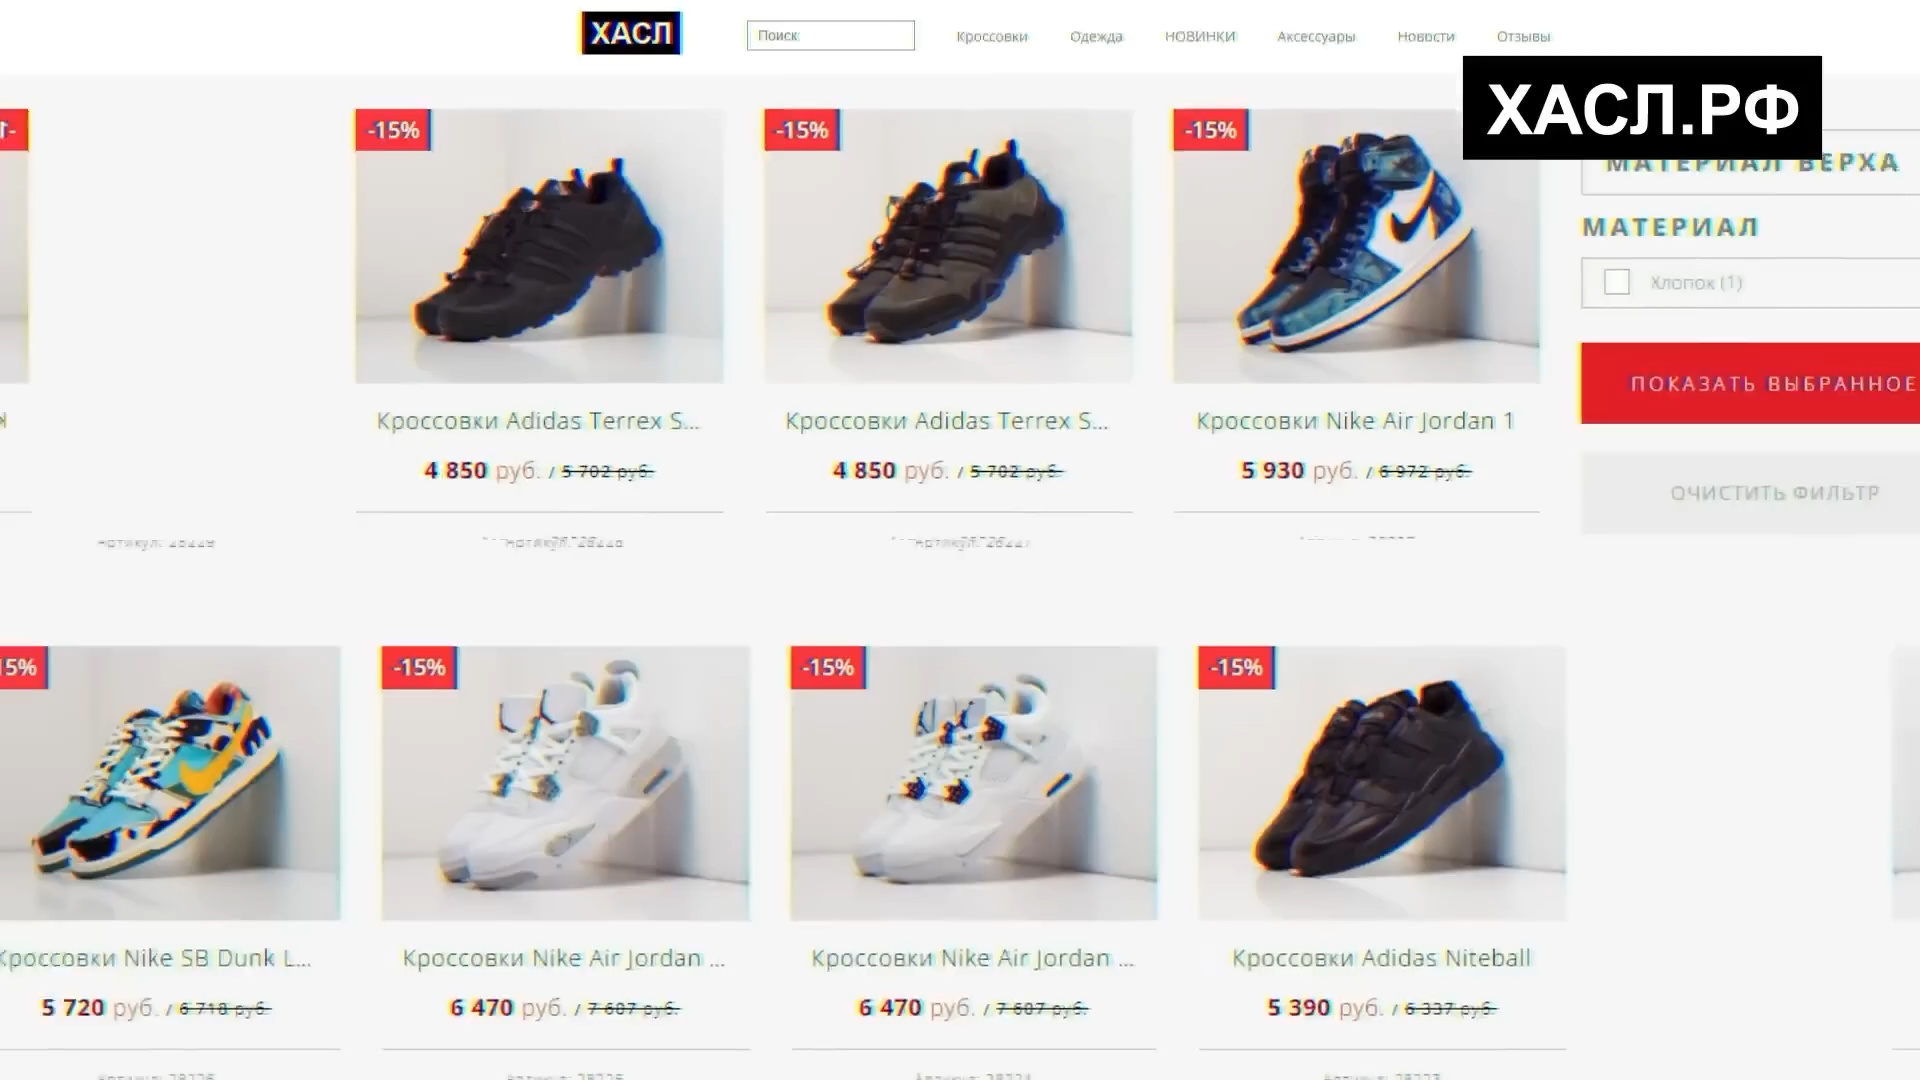 ХАСЛ
Поиск
Кроссовки
Одежда
НОВИНКИ
Аксессуары
Новости
Отзывы
ХАСЛ.РФ
-15%
-15%
-15%
МАТЕРИАЛ ВЕРХА
МАТЕРИАЛ
Хлопок (1)
ПОКАЗАТЬ ВЫБРАННОЕ
ОЧИСТИТЬ ФИЛЬТР
Кроссовки Adidas Terrex S...
Кроссовки Adidas Terrex S...
Кроссовки Nike Air Jordan 1
4 850 руб. / 5 702 руб.
4 850 руб. / 5 702 руб.
5 930 руб. / 6 972 руб.
15%
-15%
-15%
-15%
Кроссовки Nike SB Dunk L...
Кроссовки Nike Air Jordan ...
Кроссовки Nike Air Jordan ...
Кроссовки Adidas Niteball
5 720 руб. / 6 718 руб.
6 470 руб. / 7 607 руб.
6 470 руб. / 7 607 руб.
5 390 руб. / 6 337 руб.